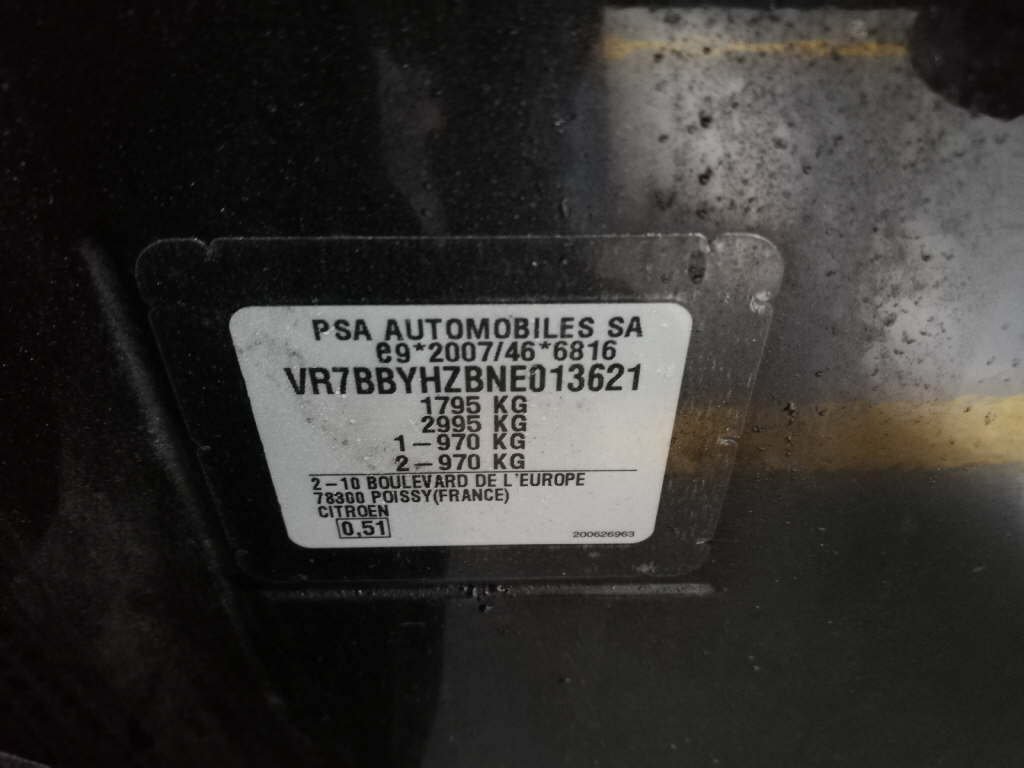 PSA AUTOMOBILES SA
e9*2007/46*6816
VR7BBYHZBNE013621
1795 KG
2995 KG
1-970 KG
2-970 KG
2-10 BOULEVARD DE L'EUROPE
78300 POISSY(FRANCE)
CITROEN
0,51
200626963